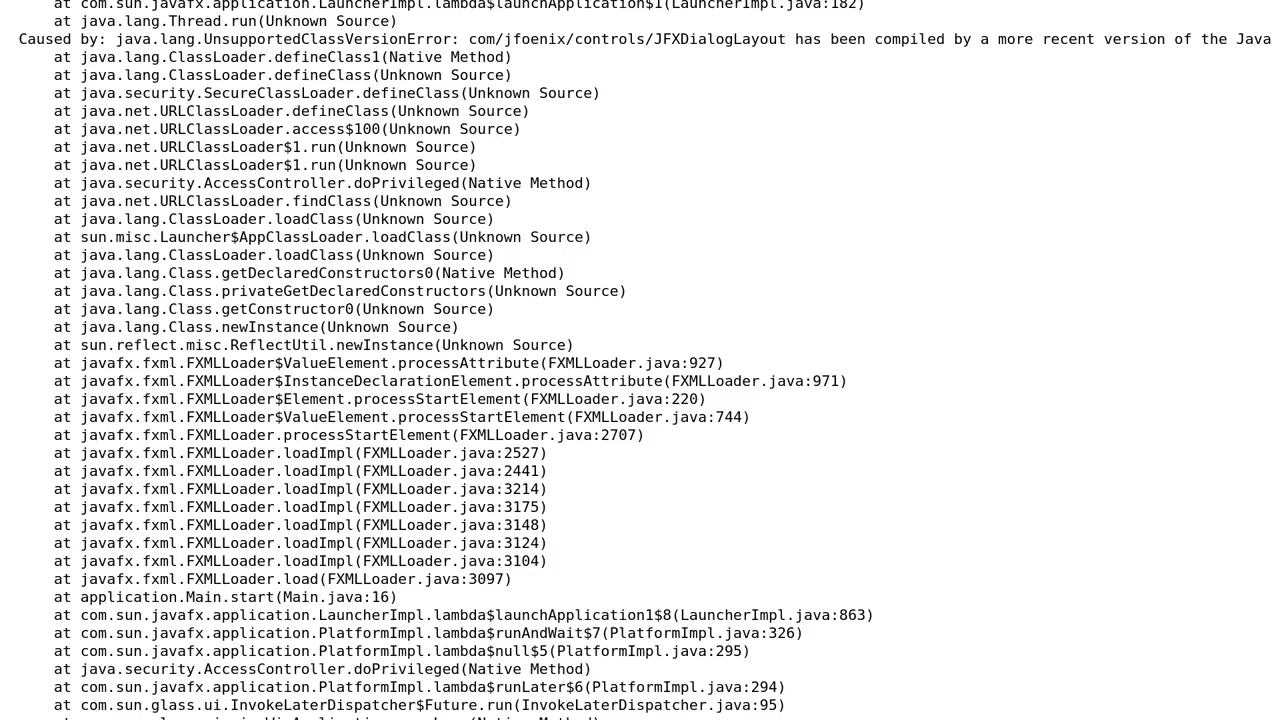 at com.sun.javafx.application.LauncherImpl.lambda$launchApplication$1(LauncherImpl.java:182)
at java.lang.Thread.run(Unknown Source)
Caused by: java.lang.UnsupportedClassVersionError: com/jfoenix/controls/JFXDialogLayout has been compiled by a more recent version of the Java
at java.lang.ClassLoader.defineClass1(Native Method)
at java.lang.ClassLoader.defineClass(Unknown Source)
at java.security.SecureClassLoader.defineClass(Unknown Source)
at java.net.URLClassLoader.defineClass(Unknown Source)
at java.net.URLClassLoader.access$100(Unknown Source)
at java.net.URLClassLoader$1.run(Unknown Source)
at java.net.URLClassLoader$1.run(Unknown Source)
at java.security.AccessController.doPrivileged(Native Method)
at java.net.URLClassLoader.findClass(Unknown Source)
at java.lang.ClassLoader.loadClass(Unknown Source)
at sun.misc.Launcher$AppClassLoader.loadClass(Unknown Source)
at java.lang.ClassLoader.loadClass(Unknown Source)
at java.lang.Class.getDeclaredConstructors0(Native Method)
at java.lang.Class.privateGetDeclaredConstructors(Unknown Source)
at java.lang.Class.getConstructor0(Unknown Source)
at java.lang.Class.newInstance(Unknown Source)
at sun.reflect.misc.ReflectUtil.newInstance(Unknown Source)
at javafx.fxml.FXMLLoader$ValueElement.processAttribute(FXMLLoader.java:927)
at javafx.fxml.FXMLLoader$InstanceDeclarationElement.processAttribute(FXMLLoader.java:971)
at javafx.fxml.FXMLLoader$Element.processStartElement(FXMLLoader.java:220)
at javafx.fxml.FXMLLoader$ValueElement.processStartElement(FXMLLoader.java:744)
at javafx.fxml.FXMLLoader.processStartElement(FXMLLoader.java:2707)
at javafx.fxml.FXMLLoader.loadImpl(FXMLLoader.java:2527)
at javafx.fxml.FXMLLoader.loadImpl(FXMLLoader.java:2441)
at javafx.fxml.FXMLLoader.loadImpl(FXMLLoader.java:3214)
at javafx.fxml.FXMLLoader.loadImpl(FXMLLoader.java:3175)
at javafx.fxml.FXMLLoader.loadImpl(FXMLLoader.java:3148)
at javafx.fxml.FXMLLoader.loadImpl(FXMLLoader.java:3124)
at javafx.fxml.FXMLLoader.loadImpl(FXMLLoader.java:3104)
at javafx.fxml.FXMLLoader.load(FXMLLoader.java:3097)
at application.Main.start(Main.java:16)
at com.sun.javafx.application.LauncherImpl.lambda$launchApplication1$8(LauncherImpl.java:863)
at com.sun.javafx.application.PlatformImpl.lambda$runAndWait$7(PlatformImpl.java:326)
at com.sun.javafx.application.PlatformImpl.lambda$null$5(PlatformImpl.java:295)
at java.security.AccessController.doPrivileged(Native Method)
at com.sun.javafx.application.PlatformImpl.lambda$runLater$6(PlatformImpl.java:294)
at com.sun.glass.ui.InvokeLaterDispatcher$Future.run(InvokeLaterDispatcher.java:95)